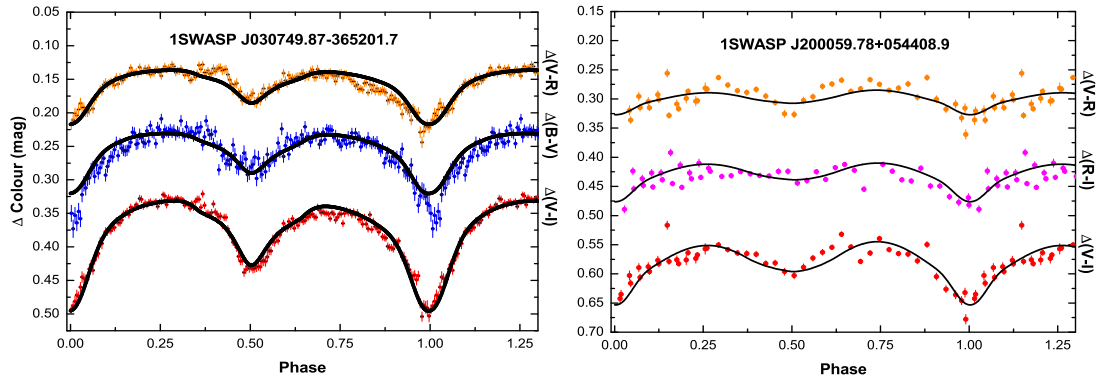 1SWASP J030749.87-365201.7
Δ Colour (mag)
0.05
0.10
0.15
0.20
0.25
0.30
0.35
0.40
0.45
0.50
Δ(V-R)
Δ(B-V)
Δ(V-I)
0.00 0.25 0.50 0.75 1.00 1.25
Phase
1SWASP J200059.78+054408.9
0.15
0.20
0.25
0.30
0.35
0.40
0.45
0.50
0.55
0.60
0.65
0.70
Δ(V-R)
Δ(R-I)
Δ(V-I)
0.00 0.25 0.50 0.75 1.00 1.25
Phase